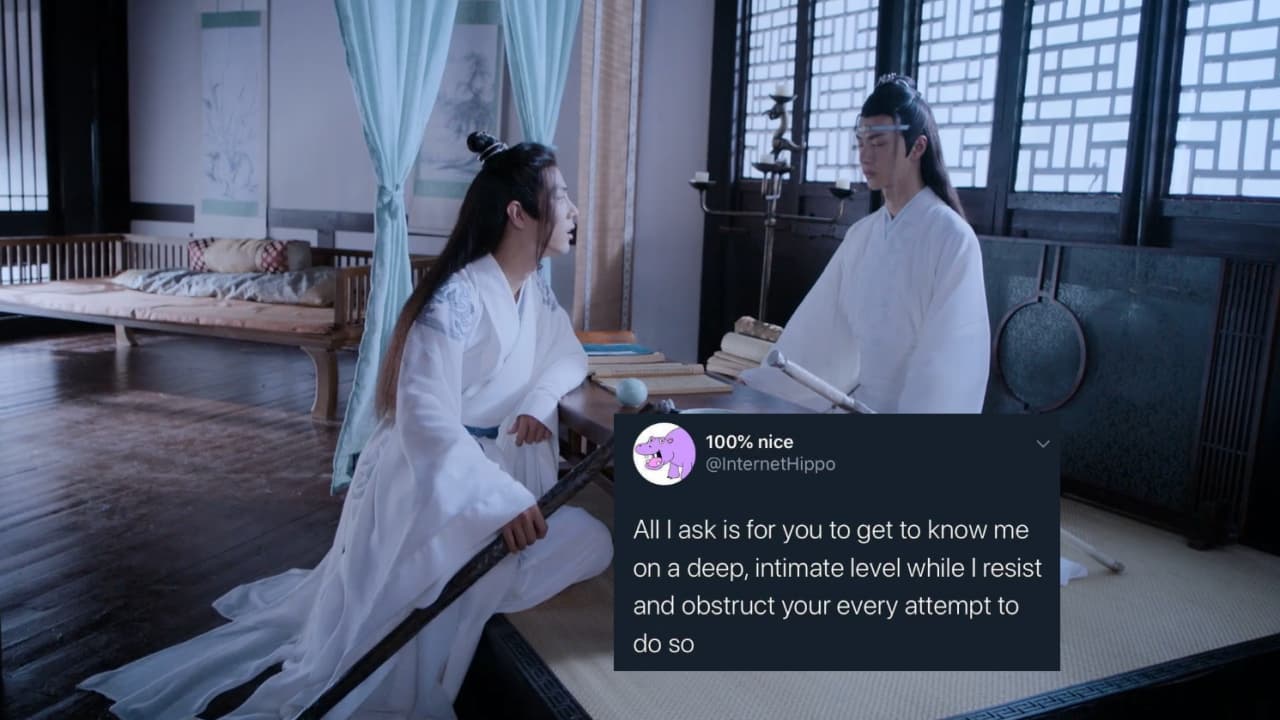 100% nice
@InternetHippo
All I ask is for you to get to know me
on a deep, intimate level while I resist
and obstruct your every attempt to
do so